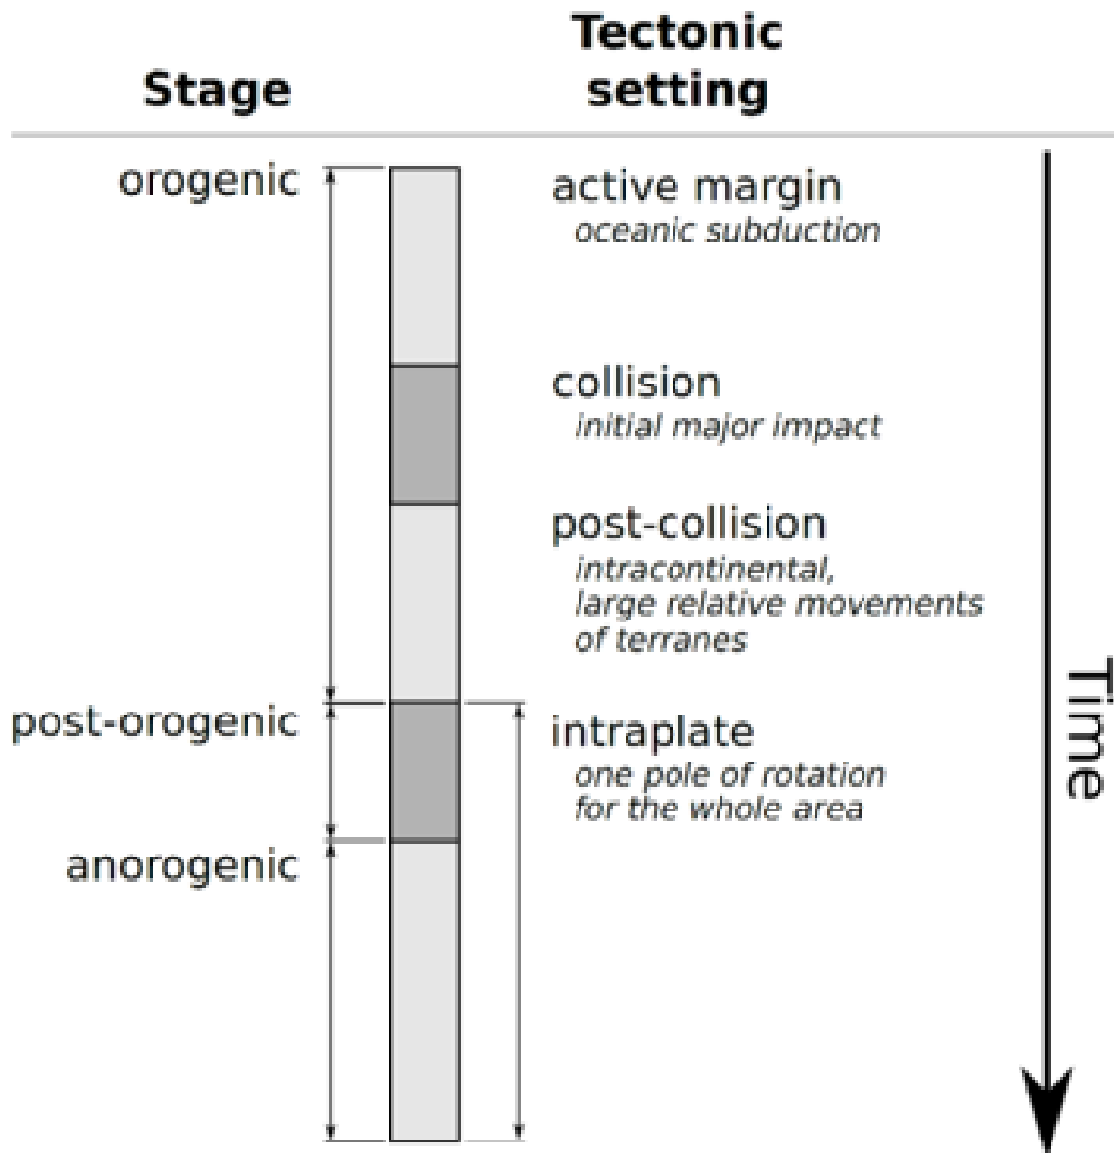 Stage
Tectonic
setting
orogenic
active margin
oceanic subduction
collision
initial major impact
post-collision
intracontinental,
large relative movements
of terranes
post-orogenic
intraplate
one pole of rotation
for the whole area
anorogenic
Time